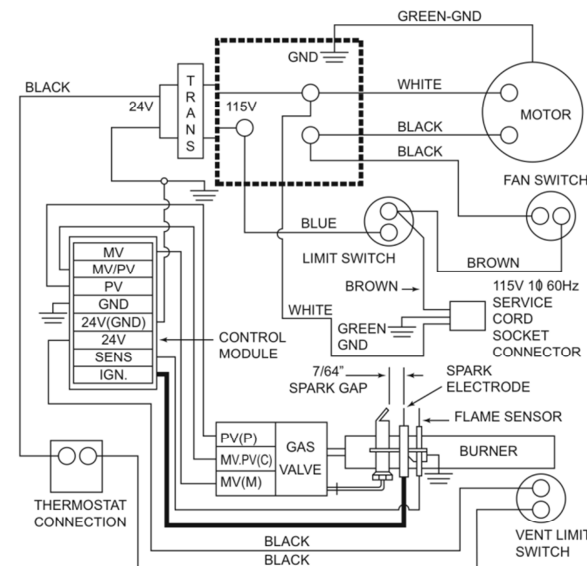 GREEN-GND
GND
BLACK
TRANS
24V
115V
WHITE
MOTOR
BLACK
BLACK
FAN SWITCH
BLUE
LIMIT SWITCH
BROWN
BROWN
115V 1ϕ 60Hz
SERVICE
CORD
SOCKET
CONNECTOR
WHITE
GREEN
GND
MV
MV/PV
PV
GND
24V(GND)
24V
SENS
IGN.
CONTROL
MODULE
7/64"
SPARK GAP
SPARK
ELECTRODE
FLAME SENSOR
PV(P)
MV.PV(C)
MV(M)
GAS
VALVE
BURNER
THERMOSTAT
CONNECTION
VENT LIMIT
SWITCH
BLACK
BLACK